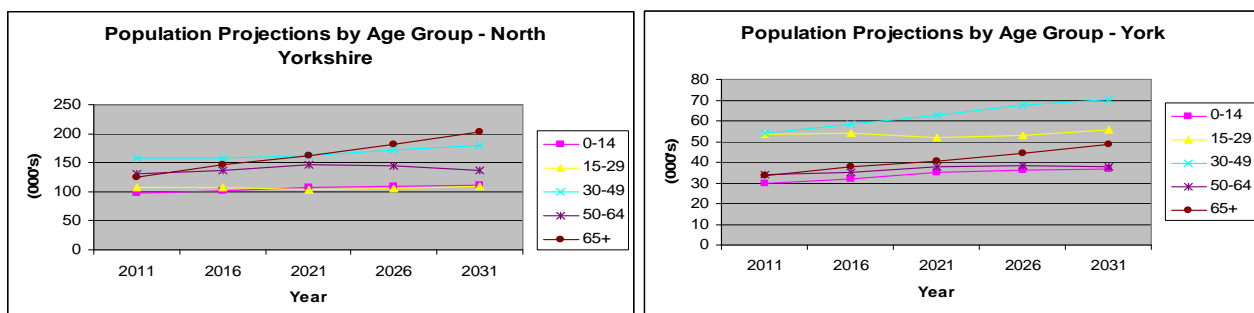 Population Projections by Age Group - North
Yorkshire
250
200
150
100
50
0
(000's)
2011 2016 2021 2026 2031
Year
0-14
15-29
30-49
50-64
65+
Population Projections by Age Group - York
80
70
60
50
40
30
20
10
0
(000's)
2011 2016 2021 2026 2031
Year
0-14
15-29
30-49
50-64
65+